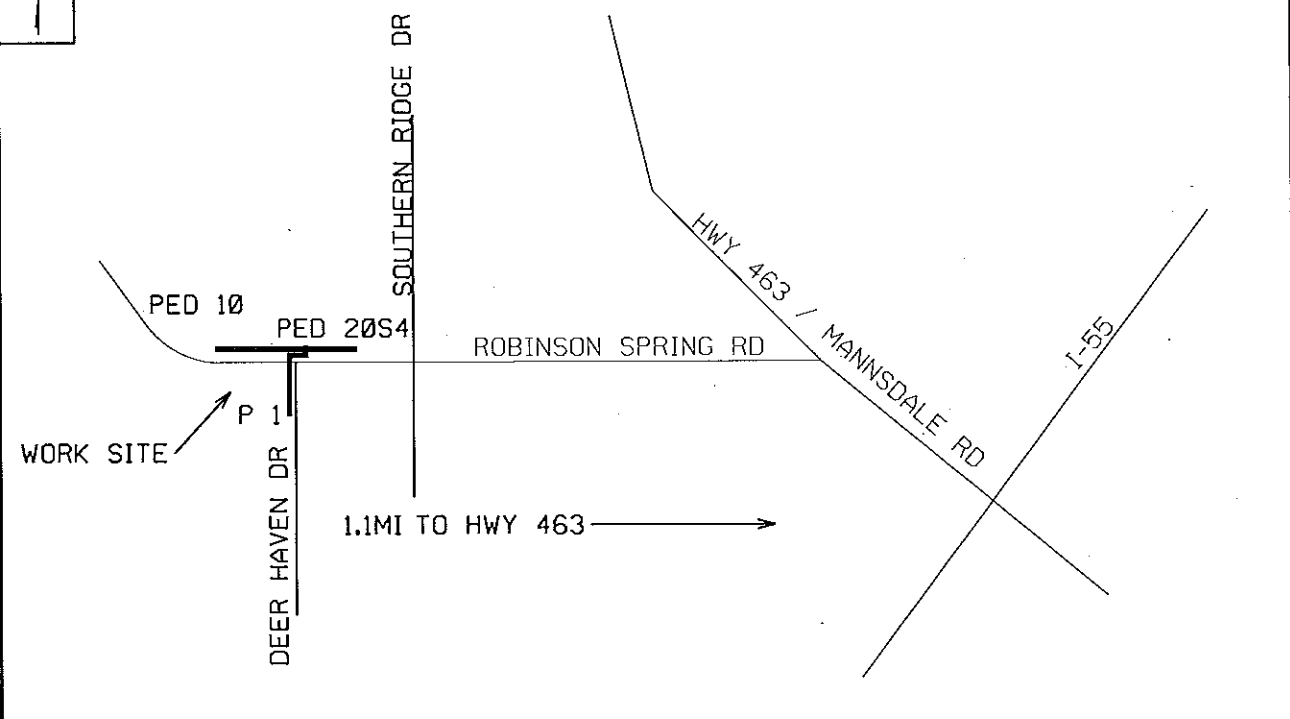 SOUTHERN RIDGE DR
HWY 463 / MANNSDALE RD
I-55
PED 10
PED 20S4
ROBINSON SPRING RD
P 1
WORK SITE
DEER HAVEN DR
1.1MI TO HWY 463